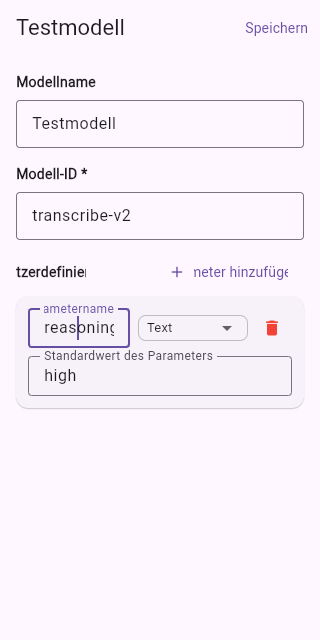 Testmodell
Speichern
Modellname
Testmodell
Modell-ID *
transcribe-v2
tzerdefinier
neter hinzufüge
ametername
reasoning
Text
Standardwert des Parameters
high